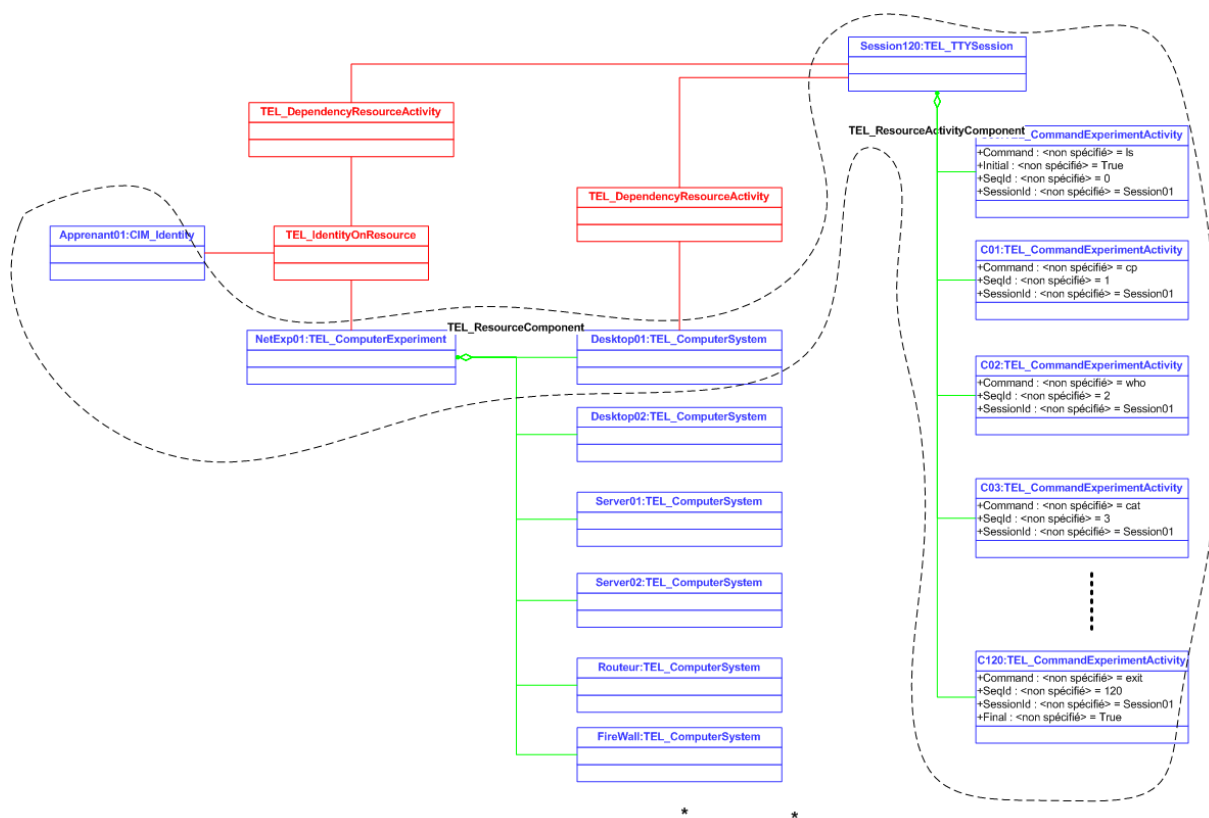 Session120:TEL_TTYSession
TEL_DependencyResourceActivity
TEL_ResourceActivityComponent
TEL_CommandExperimentActivity
+Command : <non spécifié> = ls
+Initial : <non spécifié> = True
+SeqId : <non spécifié> = 0
+SessionId : <non spécifié> = Session01
TEL_DependencyResourceActivity
Apprenant01:CIM_Identity
TEL_IdentityOnResource
C01:TEL_CommandExperimentActivity
+Command : <non spécifié> = cp
+SeqId : <non spécifié> = 1
+SessionId : <non spécifié> = Session01
TEL_ResourceComponent
NetExp01:TEL_ComputerExperiment
Desktop01:TEL_ComputerSystem
C02:TEL_CommandExperimentActivity
+Command : <non spécifié> = who
+SeqId : <non spécifié> = 2
+SessionId : <non spécifié> = Session01
Desktop02:TEL_ComputerSystem
C03:TEL_CommandExperimentActivity
+Command : <non spécifié> = cat
+SeqId : <non spécifié> = 3
+SessionId : <non spécifié> = Session01
Server01:TEL_ComputerSystem
Server02:TEL_ComputerSystem
C120:TEL_CommandExperimentActivity
+Command : <non spécifié> = exit
+SeqId : <non spécifié> = 120
+SessionId : <non spécifié> = Session01
+Final : <non spécifié> = True
Routeur:TEL_ComputerSystem
FireWall:TEL_ComputerSystem
* *